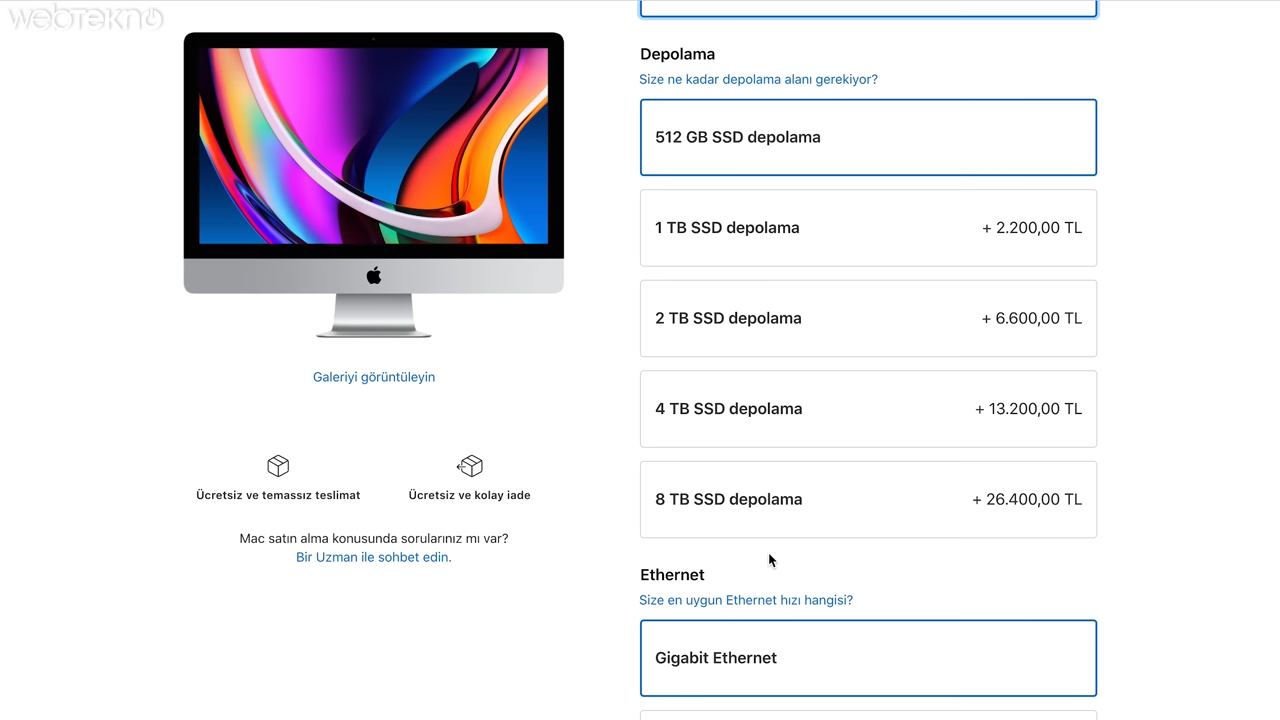 webtekno
Depolama
Size ne kadar depolama alanı gerekiyor?
512 GB SSD depolama
1 TB SSD depolama + 2.200,00 TL
2 TB SSD depolama + 6.600,00 TL
4 TB SSD depolama + 13.200,00 TL
8 TB SSD depolama + 26.400,00 TL
Galeriyi görüntüleyin
Ücretsiz ve temassız teslimat
Ücretsiz ve kolay iade
Mac satın alma konusunda sorularınız mı var?
Bir Uzman ile sohbet edin.
Ethernet
Size en uygun Ethernet hızı hangisi?
Gigabit Ethernet